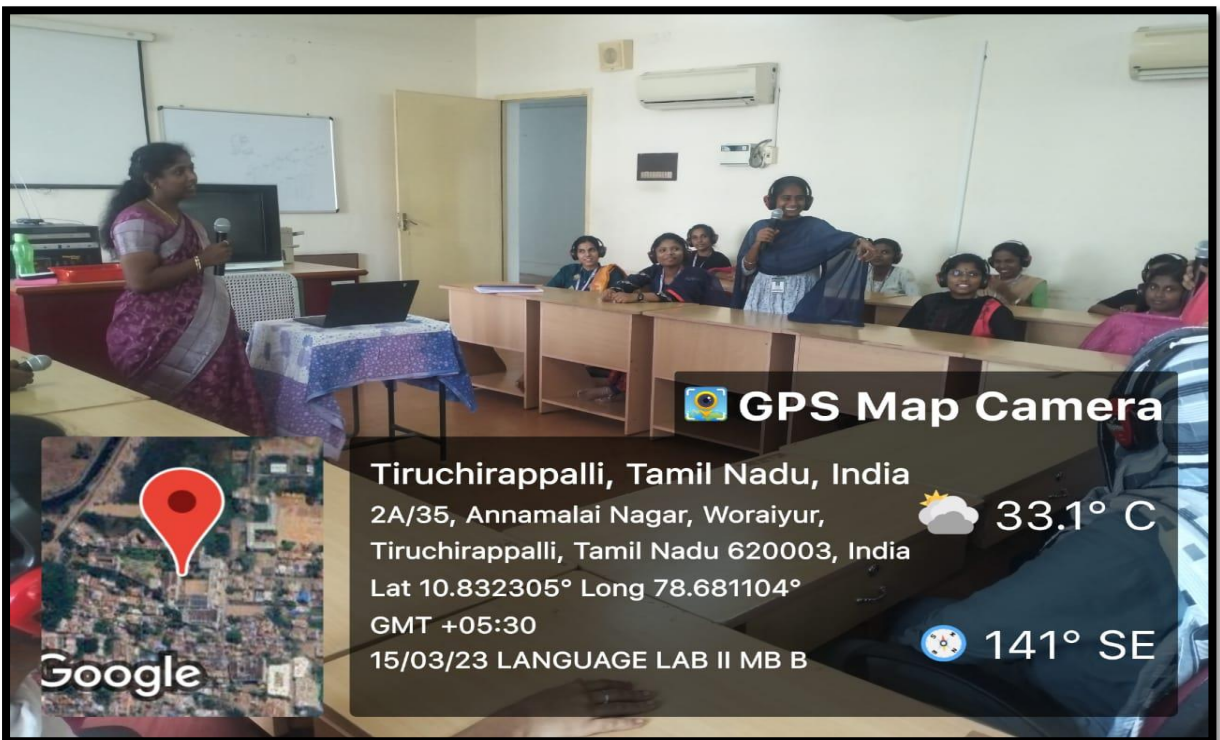 GPS Map Camera
Tiruchirappalli, Tamil Nadu, India
2A/35, Annamalai Nagar, Woraiyur,
Tiruchirappalli, Tamil Nadu 620003, India
Lat 10.832305° Long 78.681104°
GMT +05:30
15/03/23 LANGUAGE LAB II MB B
33.1° C
141° SE
Google